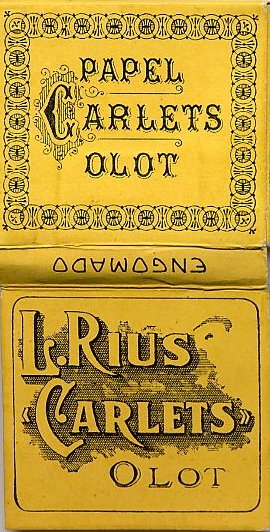 PAPEL
CARLETS
OLOT
ENGOMADO
L. RIUS
«CARLETS»
OLOT